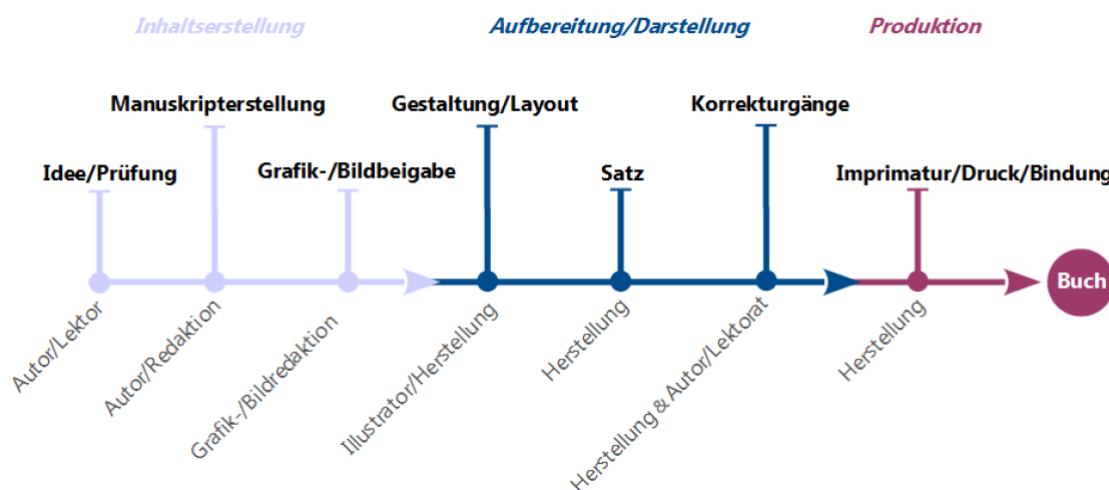 Inhaltserstellung
Aufbereitung/Darstellung
Produktion
Manuskripterstellung
Gestaltung/Layout
Korrekturgänge
Idee/Prüfung
Grafik-/Bildbeigabe
Satz
Imprimatur/Druck/Bindung
Buch
Autor/Lektor
Autor/Redaktion
Grafik-/Bildredaktion
Illustrator/Herstellung
Herstellung
Herstellung & Autor/Lektorat
Herstellung